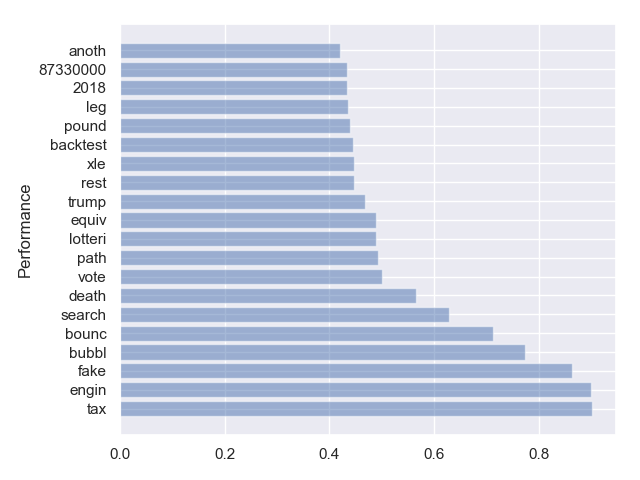 anoth
87330000
2018
leg
pound
backtest
xle
rest
trump
equiv
lotteri
path
vote
death
search
bounc
bubbl
fake
engin
tax
Performance
0.0 0.2 0.4 0.6 0.8